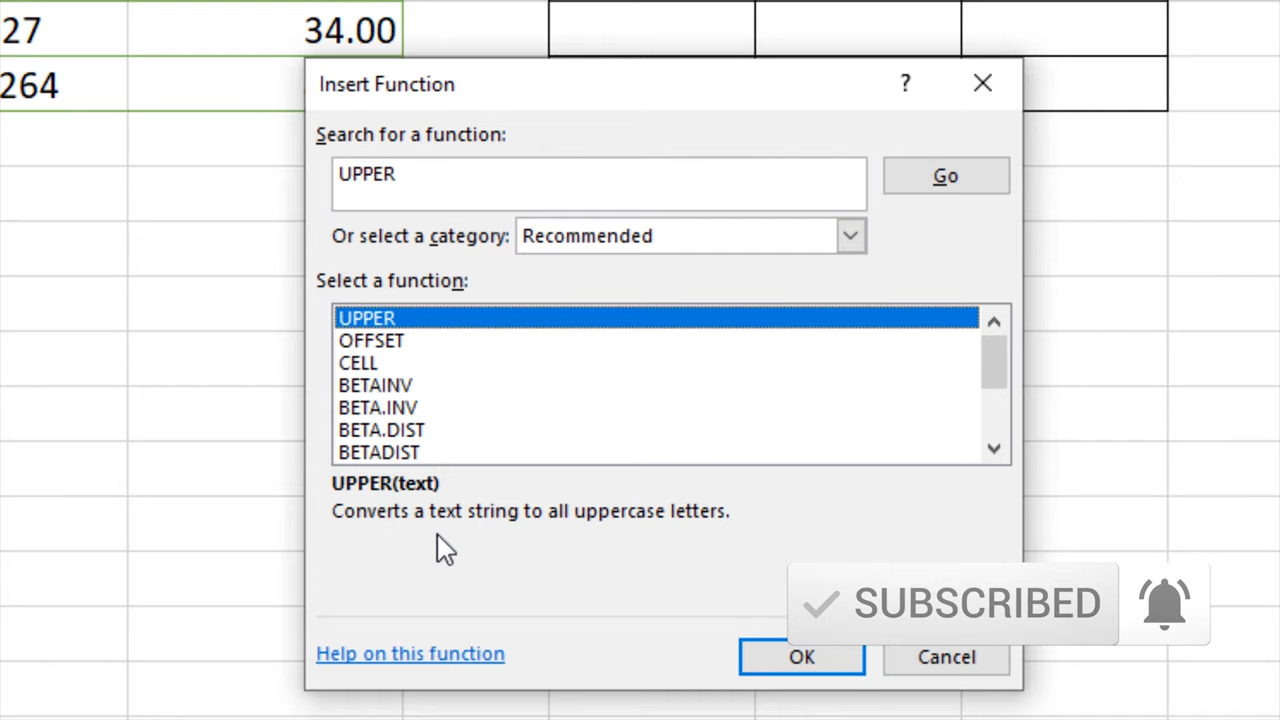 27 34.00
264
Insert Function ?
Search for a function:
UPPER
Go
Or select a category: Recommended
Select a function:
UPPER
OFFSET
CELL
BETAINV
BETA.INV
BETA.DIST
BETADIST
UPPER(text)
Converts a text string to all uppercase letters.
SUBSCRIBED
Help on this function
OK Cancel